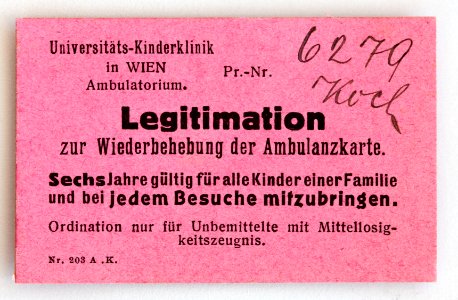 Universitäts-Kinderklinik
in WIEN
Ambulatorium.
Pr.-Nr.
6279
Koch
Legitimation
zur Wiederbehebung der Ambulanzkarte.
Sechs Jahre gültig für alle Kinder einer Familie
und bei jedem Besuche mitzubringen.
Ordination nur für Unbemittelte mit Mittellosig-
keitszeugnis.
Nr. 203 A .K.